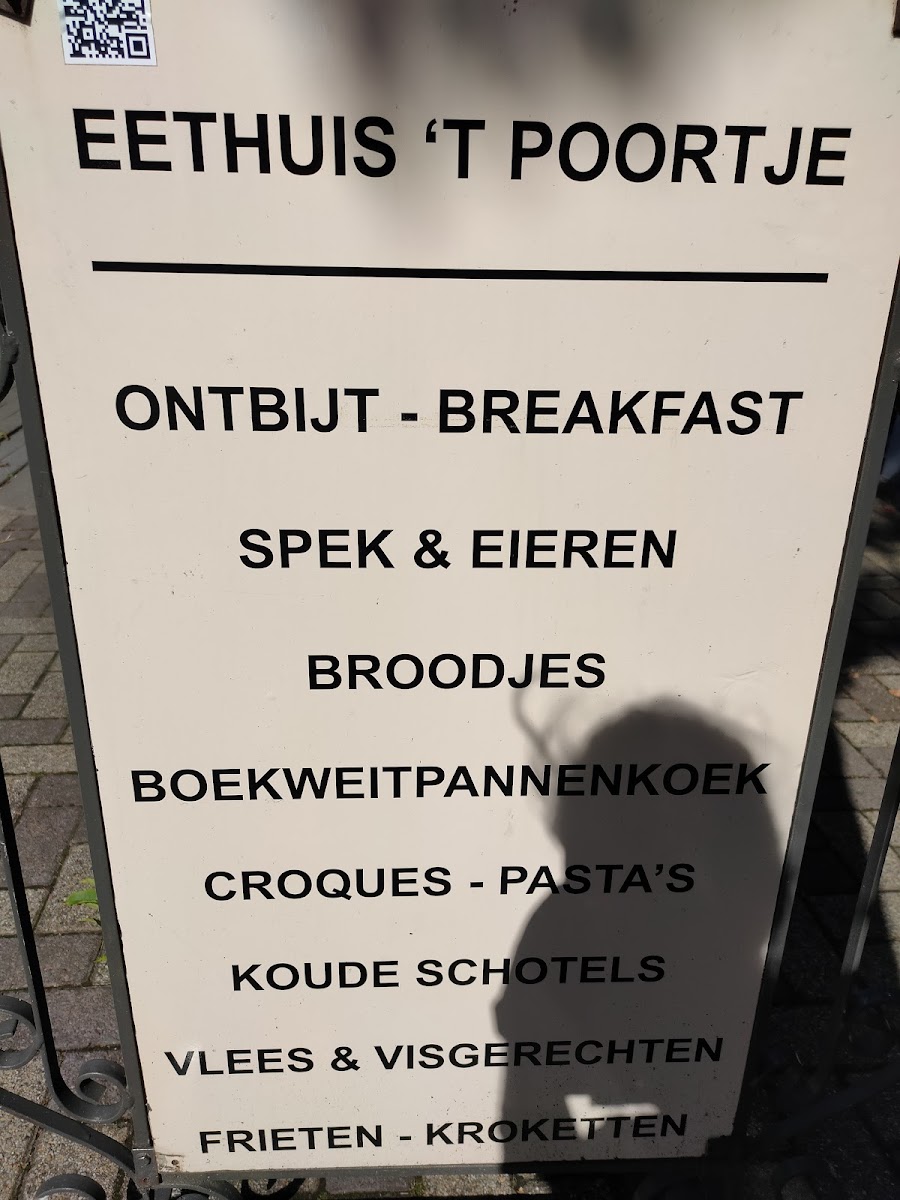 EETHUIS ‘T POORTJE
ONTBIJT - BREAKFAST
SPEK & EIEREN
BROODJES
BOEKWEITPANNENKOEK
CROQUES - PASTA’S
KOUDE SCHOTELS
VLEES & VISGERECHTEN
FRIETEN - KROKETTEN